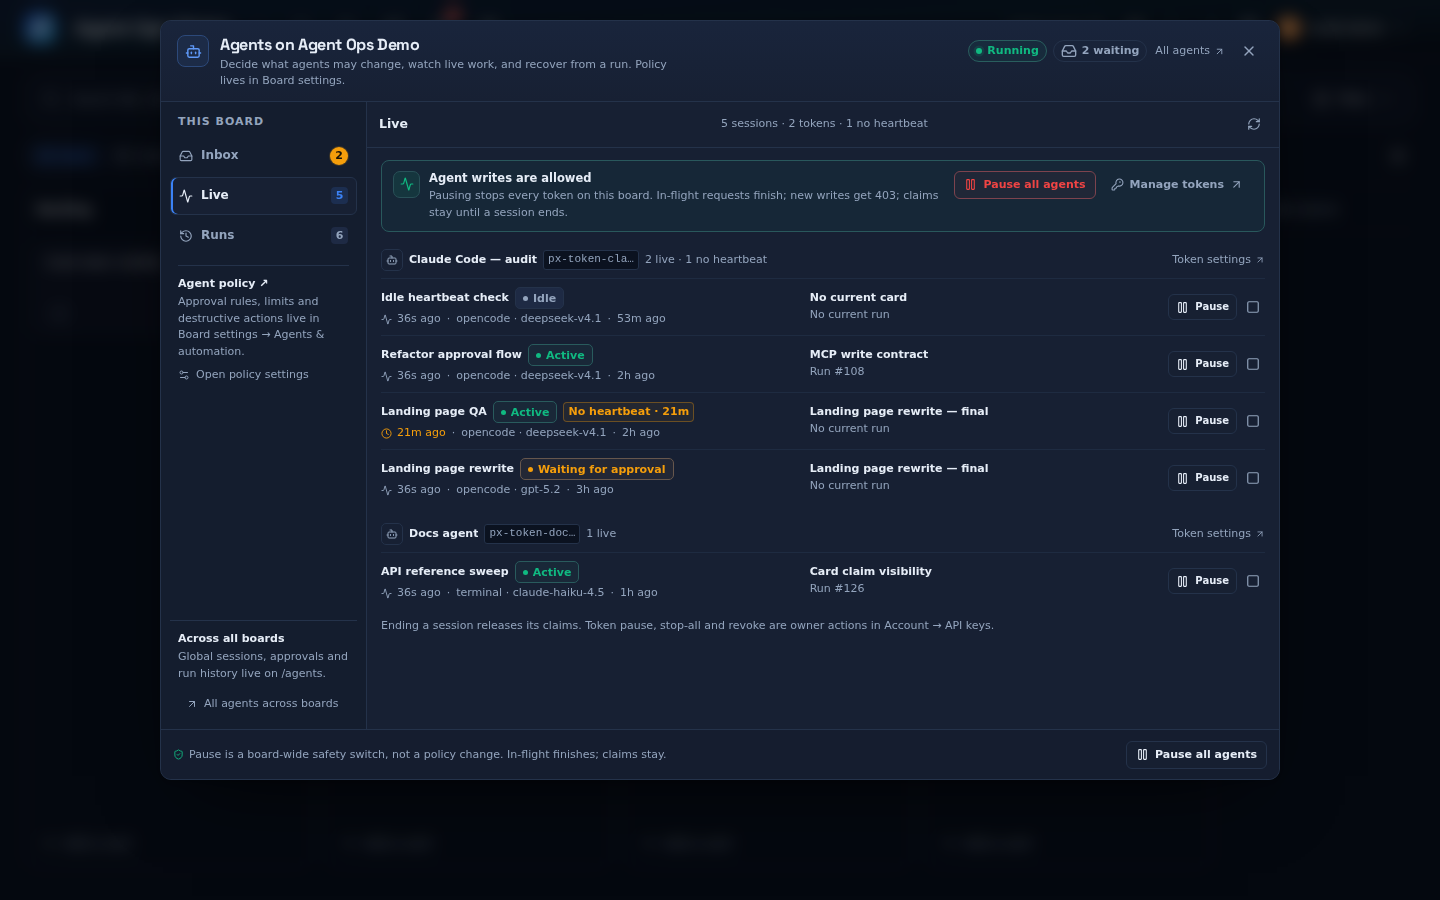 Agents on Agent Ops Demo
Decide what agents may change, watch live work, and recover from a run. Policy
lives in Board settings.
Running
2 waiting
All agents ↗
THIS BOARD
Inbox
2
Live
5
Runs
6
Agent policy ↗
Approval rules, limits and
destructive actions live in
Board settings → Agents &
automation.
Open policy settings
Across all boards
Global sessions, approvals and
run history live on /agents.
All agents across boards
Live
5 sessions · 2 tokens · 1 no heartbeat
Agent writes are allowed
Pausing stops every token on this board. In-flight requests finish; new writes get 403; claims
stay until a session ends.
Pause all agents
Manage tokens
Claude Code — audit px-token-cla… 2 live · 1 no heartbeat
Token settings
Idle heartbeat check Idle
36s ago · opencode · deepseek-v4.1 · 53m ago
No current card
No current run
Pause
Refactor approval flow Active
36s ago · opencode · deepseek-v4.1 · 2h ago
MCP write contract
Run #108
Pause
Landing page QA Active No heartbeat · 21m
21m ago · opencode · deepseek-v4.1 · 2h ago
Landing page rewrite — final
No current run
Pause
Landing page rewrite Waiting for approval
36s ago · opencode · gpt-5.2 · 3h ago
Landing page rewrite — final
No current run
Pause
Docs agent px-token-doc… 1 live
Token settings
API reference sweep Active
36s ago · terminal · claude-haiku-4.5 · 1h ago
Card claim visibility
Run #126
Pause
Ending a session releases its claims. Token pause, stop-all and revoke are owner actions in Account → API keys.
Pause is a board-wide safety switch, not a policy change. In-flight finishes; claims stay.
Pause all agents